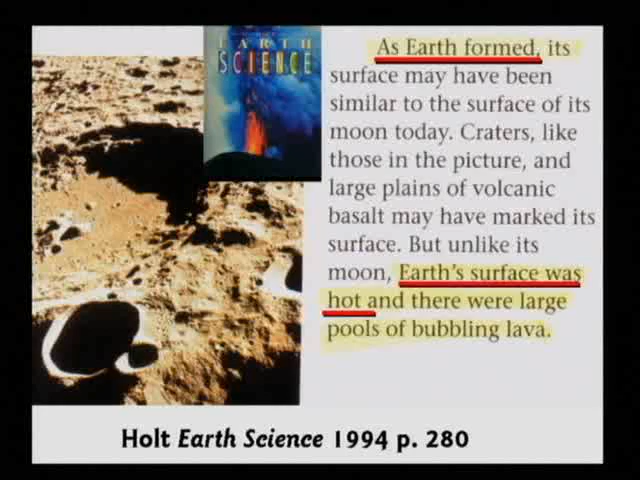 EARTH
SCIENCE
As Earth formed, its
surface may have been
similar to the surface of its
moon today. Craters, like
those in the picture, and
large plains of volcanic
basalt may have marked its
surface. But unlike its
moon, Earth's surface was
hot and there were large
pools of bubbling lava.
Holt Earth Science 1994 p. 280